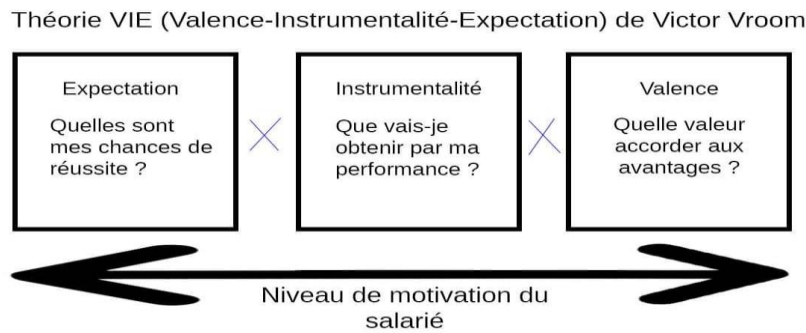 Théorie VIE (Valence-Instrumentalité-Expectation) de Victor Vroom
Expectation
Quelles sont
mes chances de
réussite ?
Instrumentalité
Que vais-je
obtenir par ma
performance ?
Valence
Quelle valeur
accorder aux
avantages ?
Niveau de motivation du
salarié